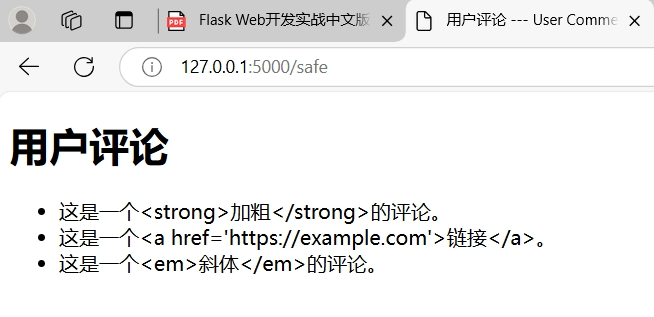 PDF
Flask Web开发实战中文版
用户评论 --- User Comme
127.0.0.1:5000/safe
用户评论
这是一个<strong>加粗</strong>的评论。
这是一个<a href='https://example.com'>链接</a>。
这是一个<em>斜体</em>的评论。